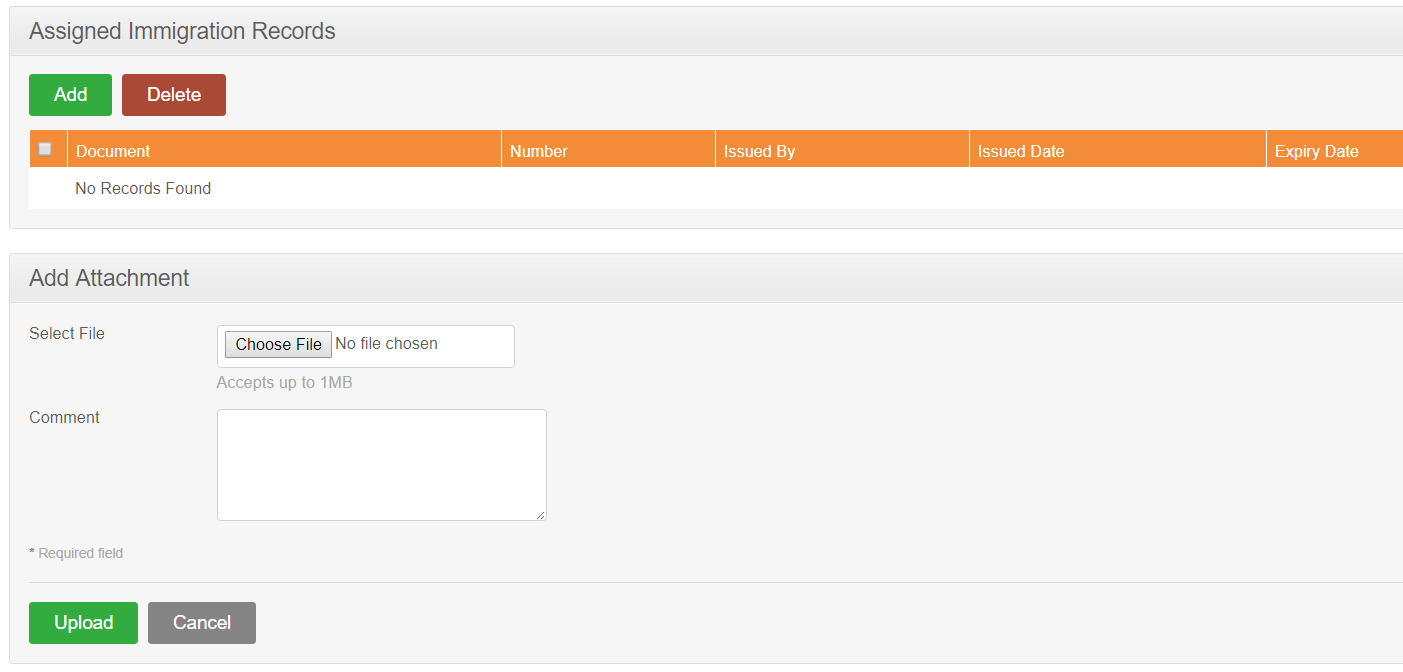 Assigned Immigration Records
Add Delete
Document Number Issued By Issued Date Expiry Date
No Records Found
Add Attachment
Select File Choose File No file chosen
Accepts up to 1MB
Comment
* Required field
Upload Cancel